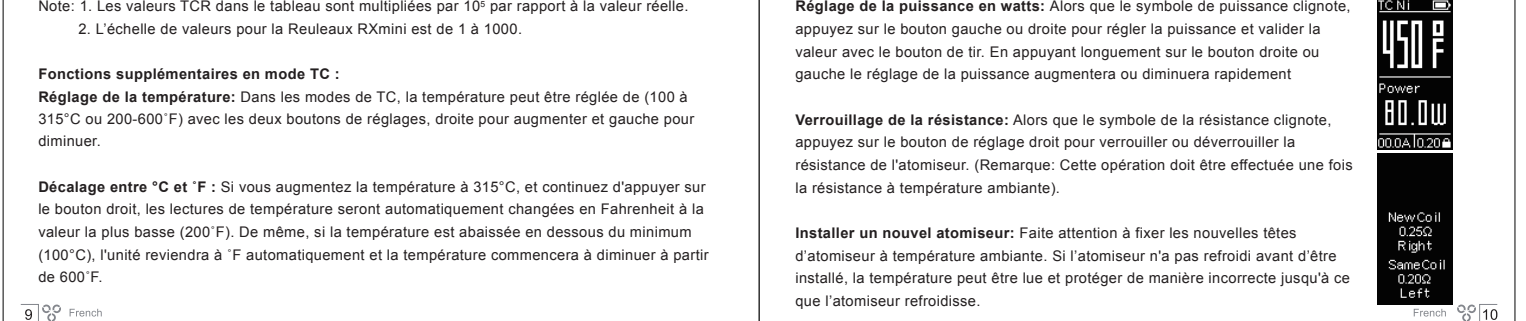 Note: 1. Les valeurs TCR dans le tableau sont multipliées par 10⁵ par rapport à la valeur réelle.
2. L'échelle de valeurs pour la Reuleaux RXmini est de 1 à 1000.
Fonctions supplémentaires en mode TC :
Réglage de la température: Dans les modes de TC, la température peut être réglée de (100 à
315°C ou 200-600˚F) avec les deux boutons de réglages, droite pour augmenter et gauche pour
diminuer.
Décalage entre °C et ˚F : Si vous augmentez la température à 315°C, et continuez d'appuyer sur
le bouton droit, les lectures de température seront automatiquement changées en Fahrenheit à la
valeur la plus basse (200˚F). De même, si la température est abaissée en dessous du minimum
(100°C), l'unité reviendra à ˚F automatiquement et la température commencera à diminuer à partir
de 600˚F.
9 French
Réglage de la puissance en watts: Alors que le symbole de puissance clignote,
appuyez sur le bouton gauche ou droite pour régler la puissance et valider la
valeur avec le bouton de tir. En appuyant longuement sur le bouton droite ou
gauche le réglage de la puissance augmentera ou diminuera rapidement
Verrouillage de la résistance: Alors que le symbole de la résistance clignote,
appuyez sur le bouton de réglage droit pour verrouiller ou déverrouiller la
résistance de l'atomiseur. (Remarque: Cette opération doit être effectuée une fois
la résistance à température ambiante).
Installer un nouvel atomiseur: Faite attention à fixer les nouvelles têtes
d'atomiseur à température ambiante. Si l'atomiseur n'a pas refroidi avant d'être
installé, la température peut être lue et protéger de manière incorrecte jusqu'à ce
que l'atomiseur refroidisse.
TC Ni
450°F
Power
80.0W
00.0A 0.20
New Coil
0.25Ω
Right
Same Coil
0.20Ω
Left
French 10